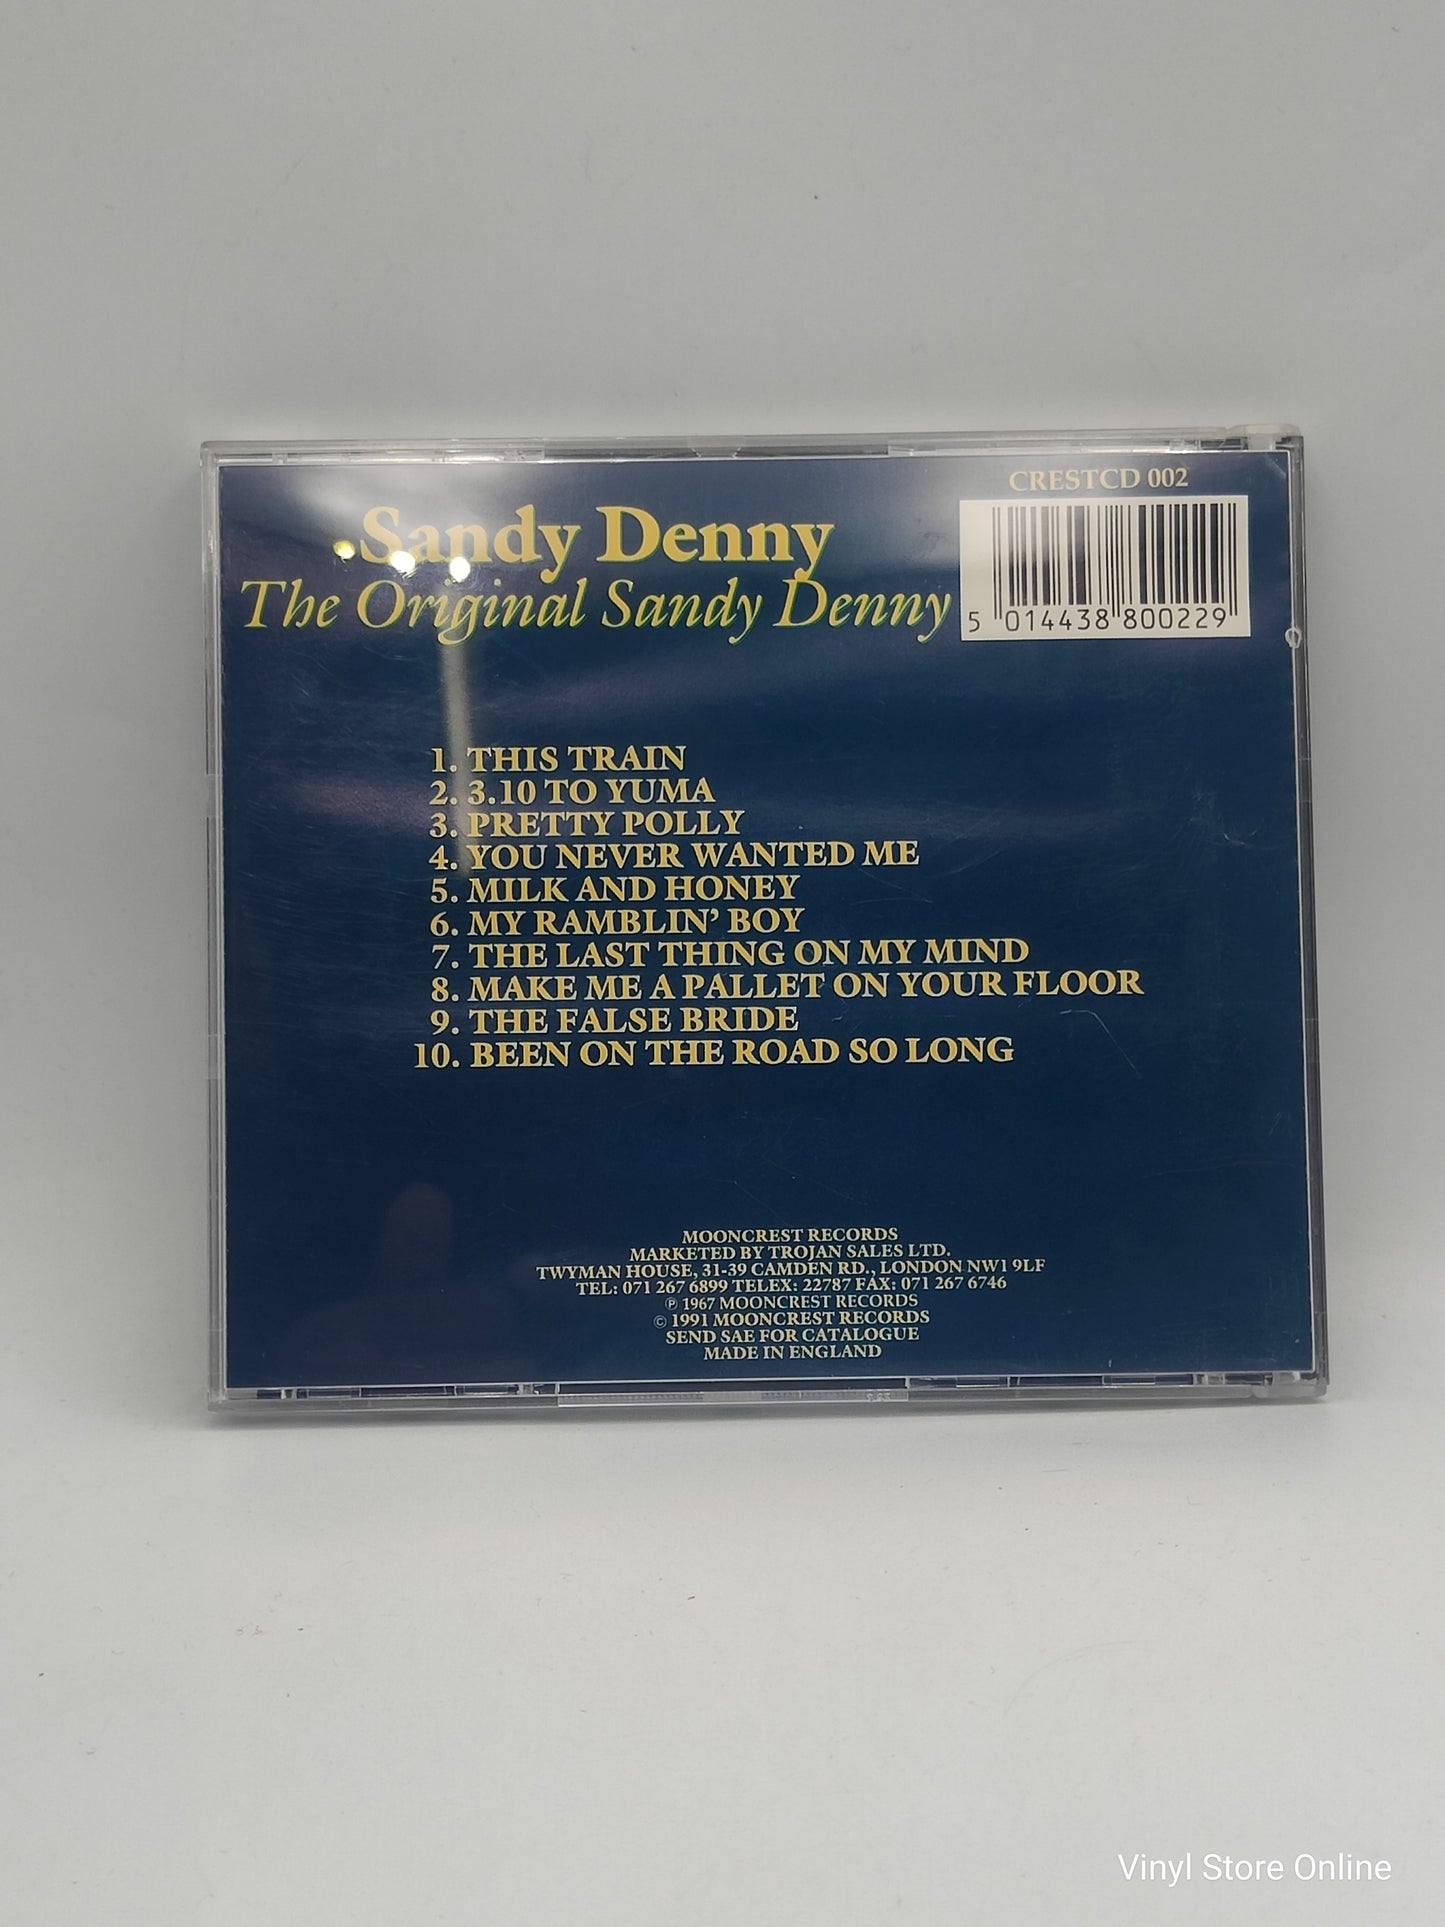 CRESTCD 002
Sandy Denny
The Original Sandy Denny
5 014438 800229
1. THIS TRAIN
2. 3.10 TO YUMA
3. PRETTY POLLY
4. YOU NEVER WANTED ME
5. MILK AND HONEY
6. MY RAMBLIN' BOY
7. THE LAST THING ON MY MIND
8. MAKE ME A PALLET ON YOUR FLOOR
9. THE FALSE BRIDE
10. BEEN ON THE ROAD SO LONG
MOONCREST RECORDS
MARKETED BY TROJAN SALES LTD.
TWYMAN HOUSE, 31-39 CAMDEN RD., LONDON NW1 9LF
TEL: 071 267 6899 TELEX: 22787 FAX: 071 267 6746
℗ 1967 MOONCREST RECORDS
© 1991 MOONCREST RECORDS
SEND SAE FOR CATALOGUE
MADE IN ENGLAND
Vinyl Store Online